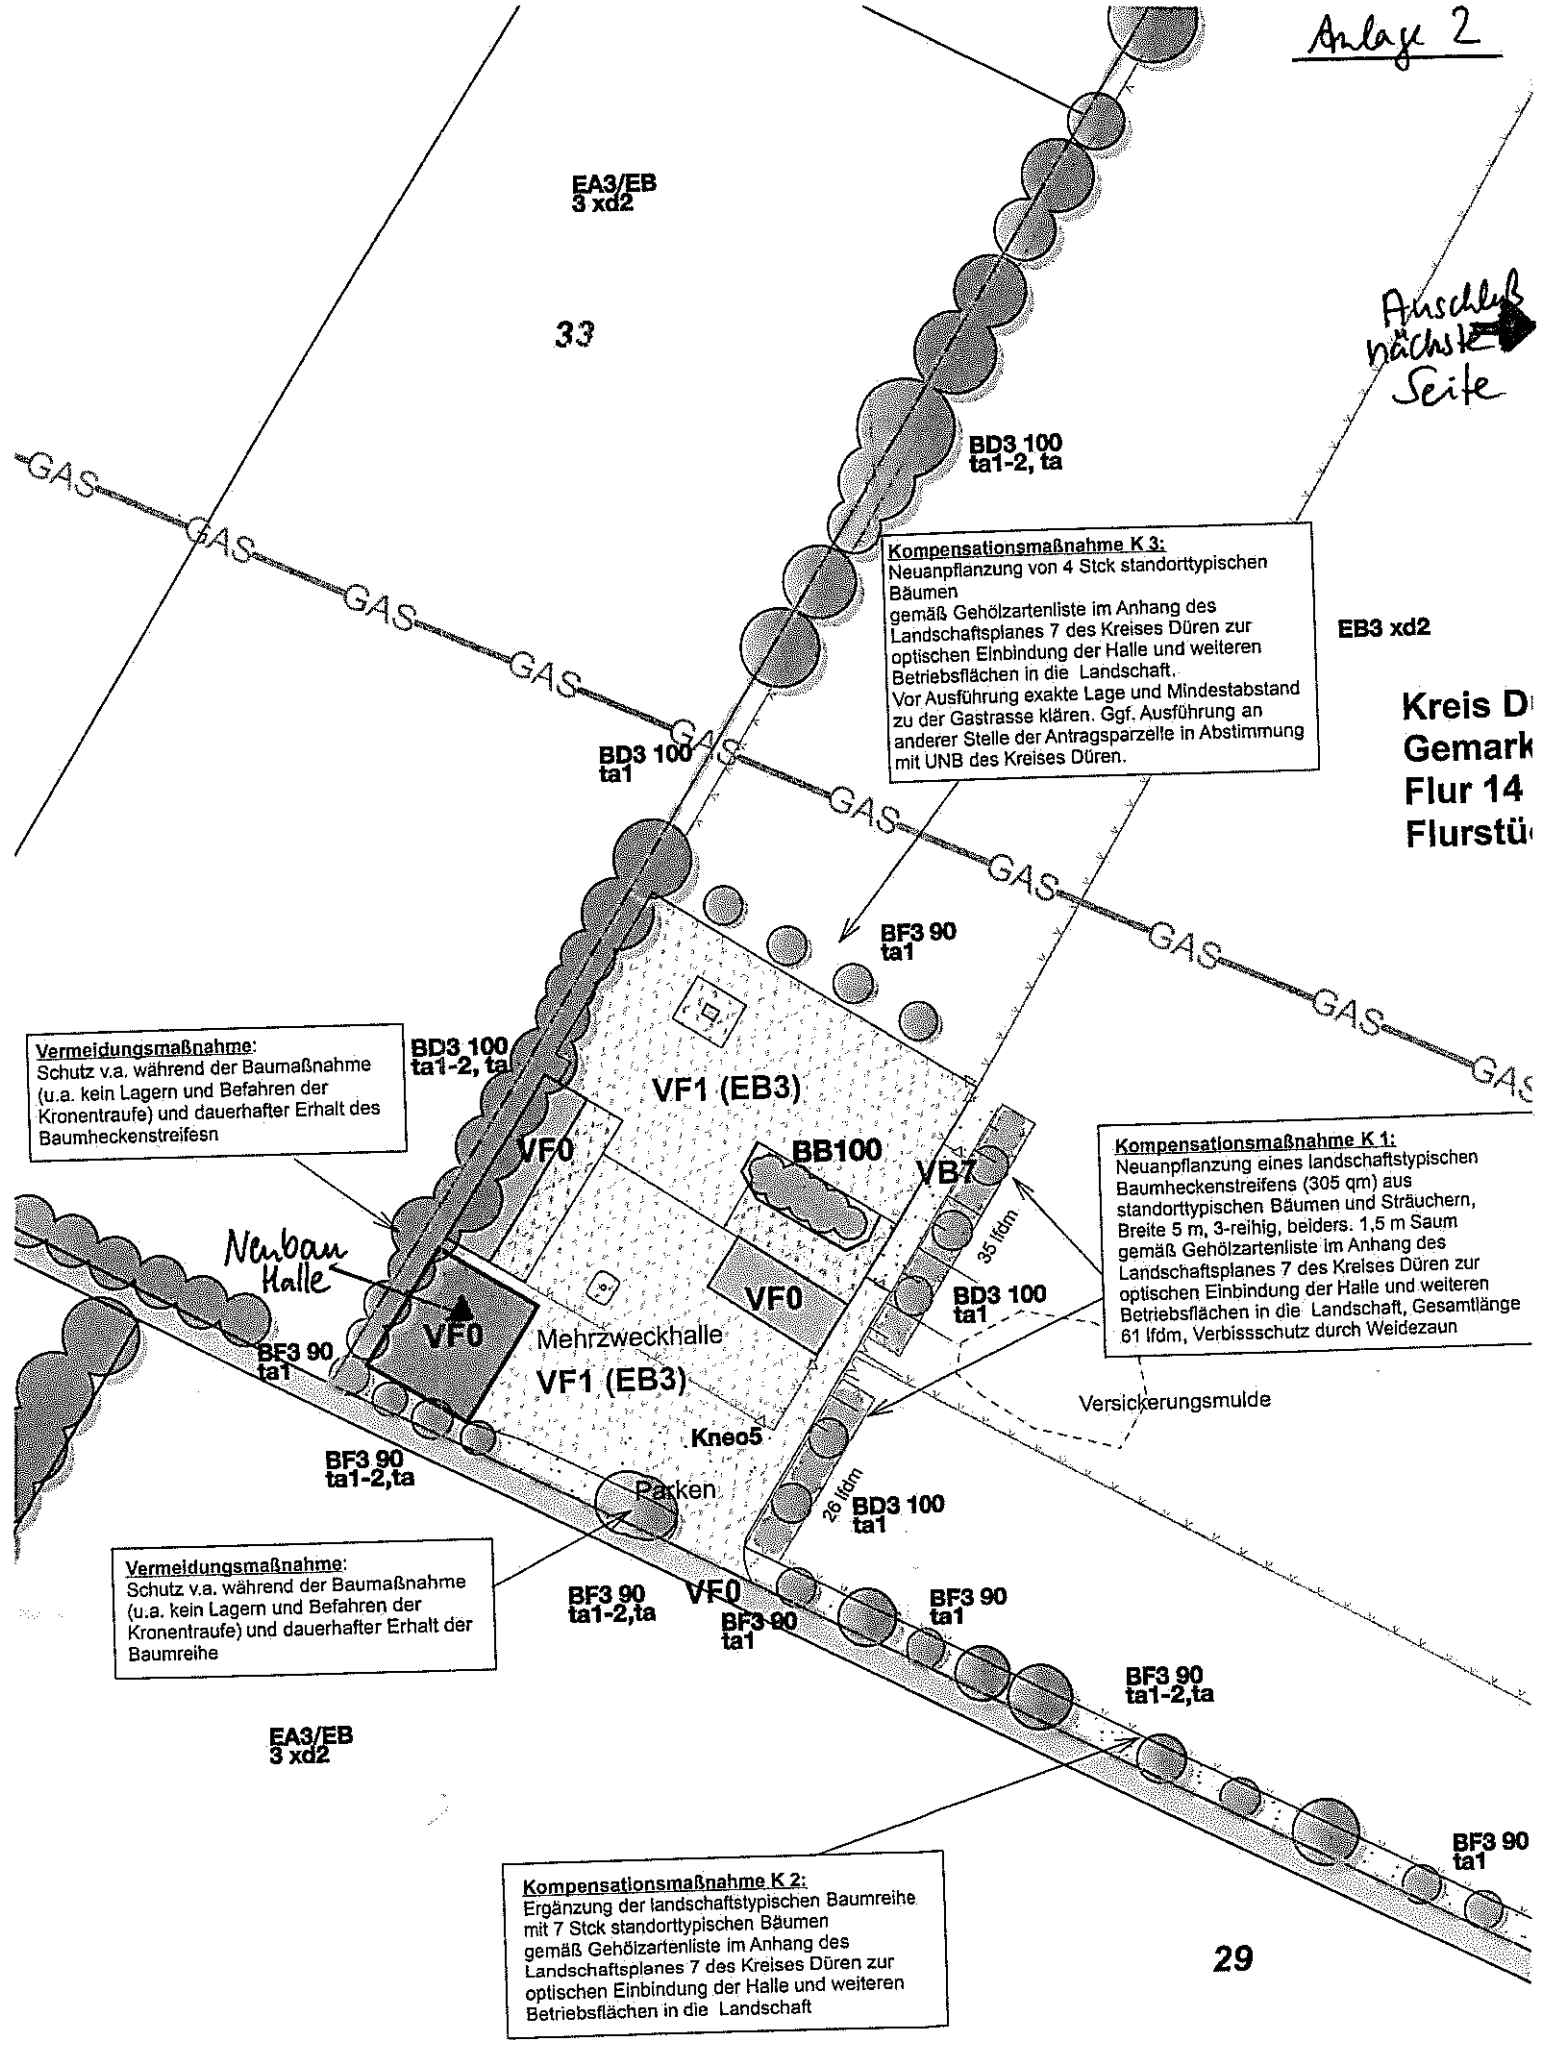 Anlage 2
EA3/EB
3 xd2
33
Anschluß
nächste
Seite
GAS
GAS
GAS
GAS
GAS
GAS
GAS
GAS
GAS
GAS
BD3 100
ta1-2, ta
Kompensationsmaßnahme K 3:
Neuanpflanzung von 4 Stck standorttypischen
Bäumen
gemäß Gehölzartenliste im Anhang des
Landschaftsplanes 7 des Kreises Düren zur
optischen Einbindung der Halle und weiteren
Betriebsflächen in die Landschaft.
Vor Ausführung exakte Lage und Mindestabstand
zu der Gastrasse klären. Ggf. Ausführung an
anderer Stelle der Antragsparzelle in Abstimmung
mit UNB des Kreises Düren.
EB3 xd2
Kreis D
Gemark
Flur 14
Flurstü
BD3 100
ta1
BF3 90
ta1
Vermeidungsmaßnahme:
Schutz v.a. während der Baumaßnahme
(u.a. kein Lagern und Befahren der
Kronentraufe) und dauerhafter Erhalt des
Baumheckenstreifesn
BD3 100
ta1-2, ta
VF1 (EB3)
VF0
BB100
VB7
35 lfdm
Kompensationsmaßnahme K 1:
Neuanpflanzung eines landschaftstypischen
Baumheckenstreifens (305 qm) aus
standorttypischen Bäumen und Sträuchern,
Breite 5 m, 3-reihig, beiders. 1,5 m Saum
gemäß Gehölzartenliste im Anhang des
Landschaftsplanes 7 des Kreises Düren zur
optischen Einbindung der Halle und weiteren
Betriebsflächen in die Landschaft, Gesamtlänge
61 lfdm, Verbissschutz durch Weidezaun
Neubau
Halle
VF0
VF0
BD3 100
ta1
Mehrzweckhalle
VF1 (EB3)
BF3 90
ta1
Versickerungsmulde
Kneo5
BF3 90
ta1-2,ta
Parken
26 lfdm
BD3 100
ta1
Vermeidungsmaßnahme:
Schutz v.a. während der Baumaßnahme
(u.a. kein Lagern und Befahren der
Kronentraufe) und dauerhafter Erhalt der
Baumreihe
BF3 90
ta1-2,ta
VF0
BF3 90
ta1
BF3 90
ta1
BF3 90
ta1-2,ta
EA3/EB
3 xd2
BF3 90
ta1
Kompensationsmaßnahme K 2:
Ergänzung der landschaftstypischen Baumreihe
mit 7 Stck standorttypischen Bäumen
gemäß Gehölzartenliste im Anhang des
Landschaftsplanes 7 des Kreises Düren zur
optischen Einbindung der Halle und weiteren
Betriebsflächen in die Landschaft
29